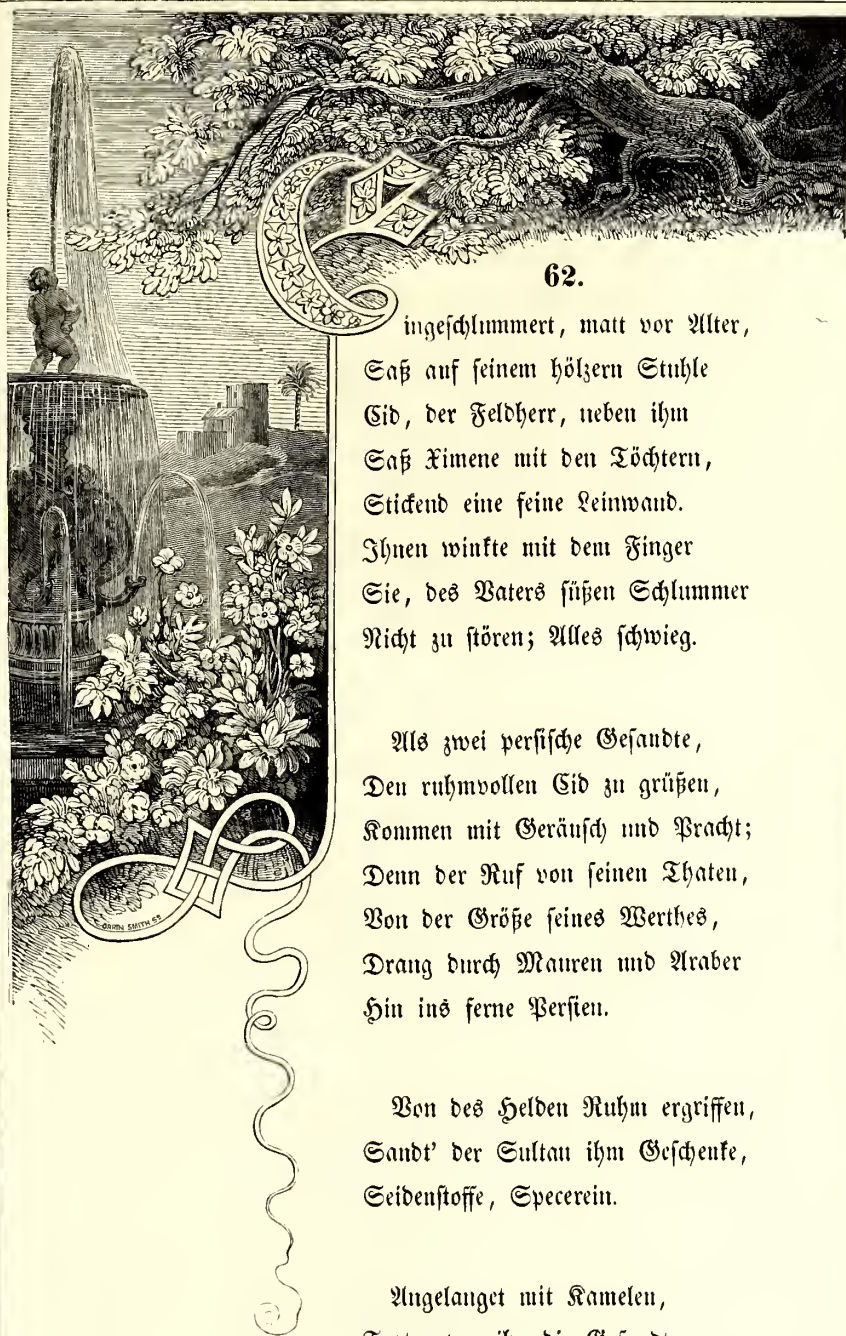 62.
Eingeschlummert, matt vor Alter,
Saß auf seinem hölzern Stuhle
Cid, der Feldherr, neben ihm
Saß Ximene mit den Töchtern,
Stickend eine feine Leinwand.
Ihnen winkte mit dem Finger
Sie, des Vaters süßen Schlummer
Nicht zu stören; Alles schwieg.
Als zwei persische Gesandte,
Den ruhmvollen Cid zu grüßen,
Kommen mit Geräusch und Pracht;
Denn der Ruf von seinen Thaten,
Von der Größe seines Werthes,
Drang durch Mauren und Araber
Hin ins ferne Persien.
Von des Helden Ruhm ergriffen,
Sandt' der Sultan ihm Geschenke,
Seidenstoffe, Specerein.
Angelanget mit Kamelen,
SMITH